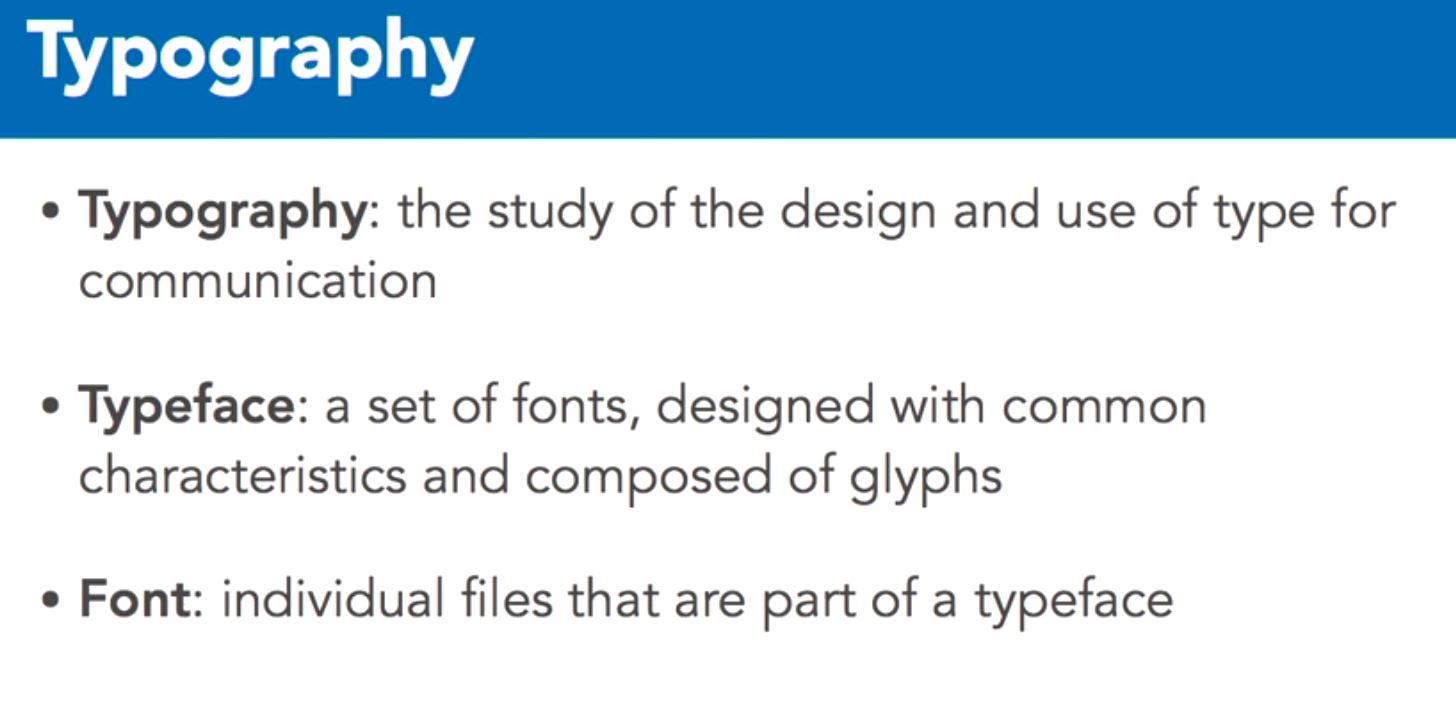 Typography
• Typography: the study of the design and use of type for
communication
• Typeface: a set of fonts, designed with common
characteristics and composed of glyphs
• Font: individual files that are part of a typeface